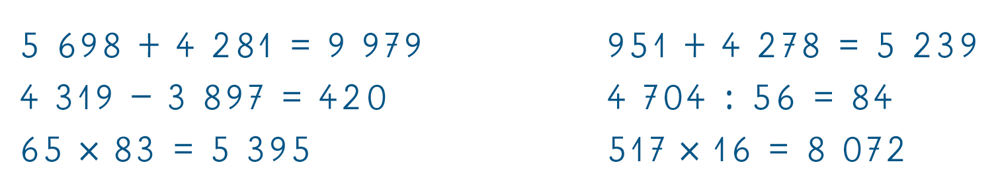 5 698 + 4 281 = 9 979
4 319 − 3 897 = 420
65 × 83 = 5 395
951 + 4 278 = 5 239
4 704 : 56 = 84
517 × 16 = 8 072